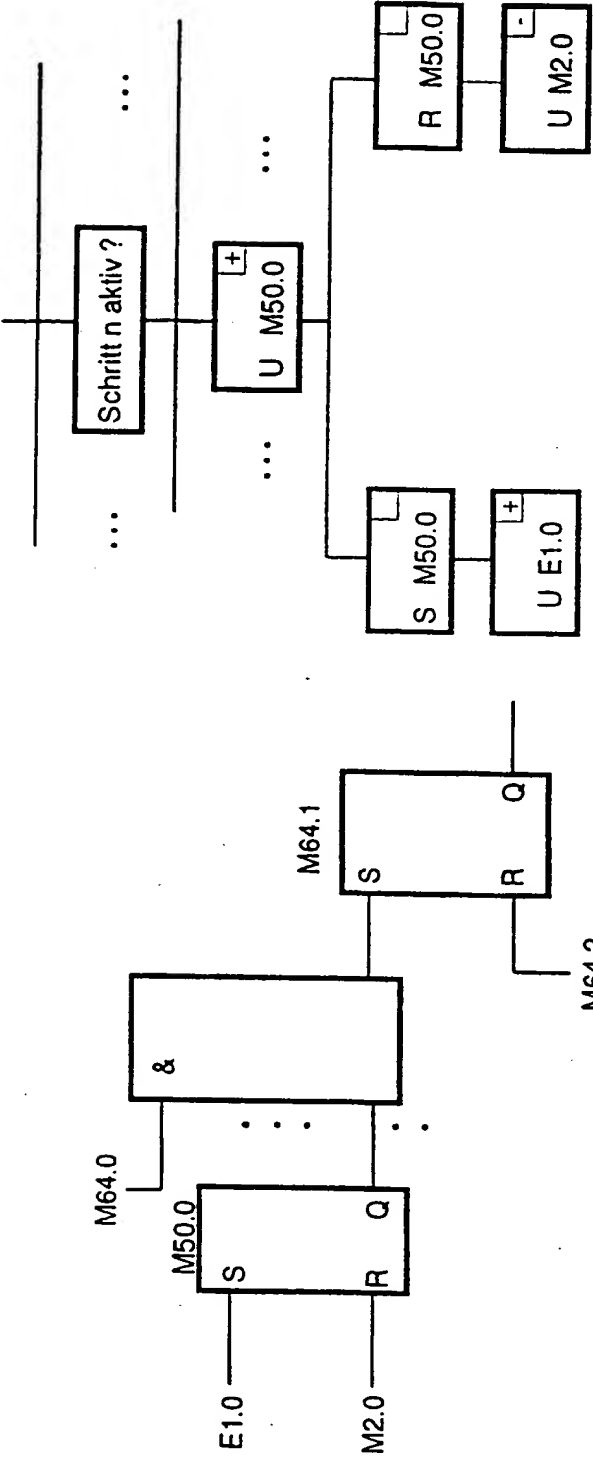 M64.0
&
M50.0
E1.0
S
M2.0
R
Q
M64.1
S
R
Q
... Schritt n aktiv ? ...
+
... U M50.0 ...
S M50.0
R M50.0
+
U E1.0
-
U M2.0